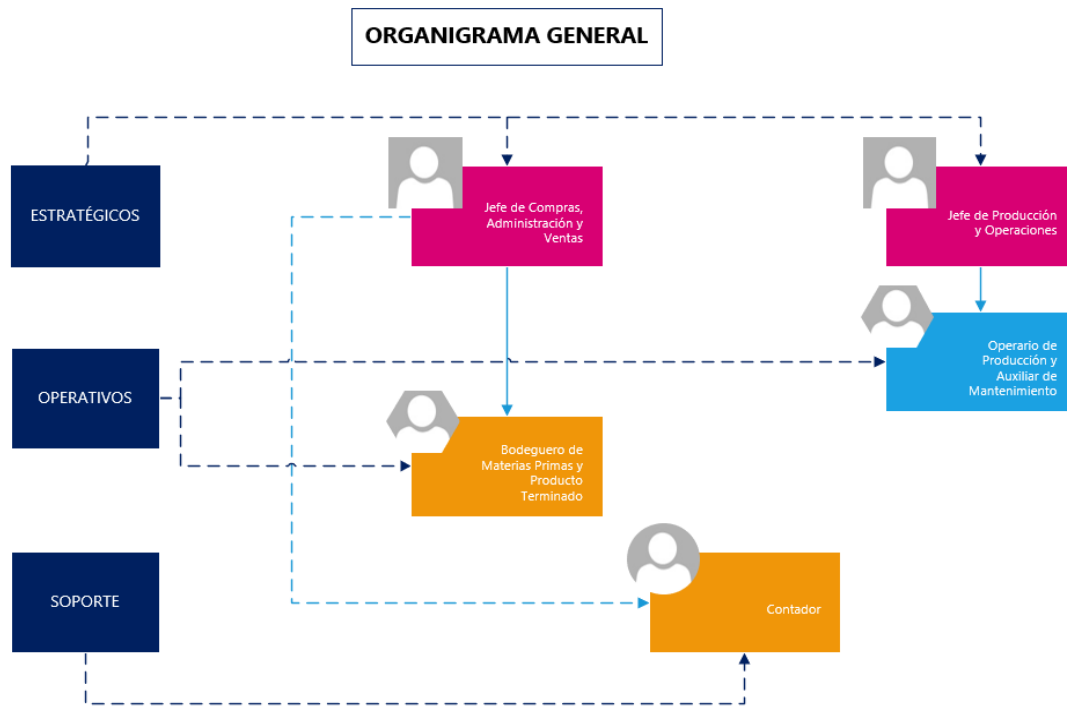 ORGANIGRAMA GENERAL
ESTRATÉGICOS
Jefe de Compras,
Administración y
Ventas
Jefe de Producción
y Operaciones
OPERATIVOS
Operario de
Producción y
Auxiliar de
Mantenimiento
Bodeguero de
Materias Primas y
Producto
Terminado
SOPORTE
Contador